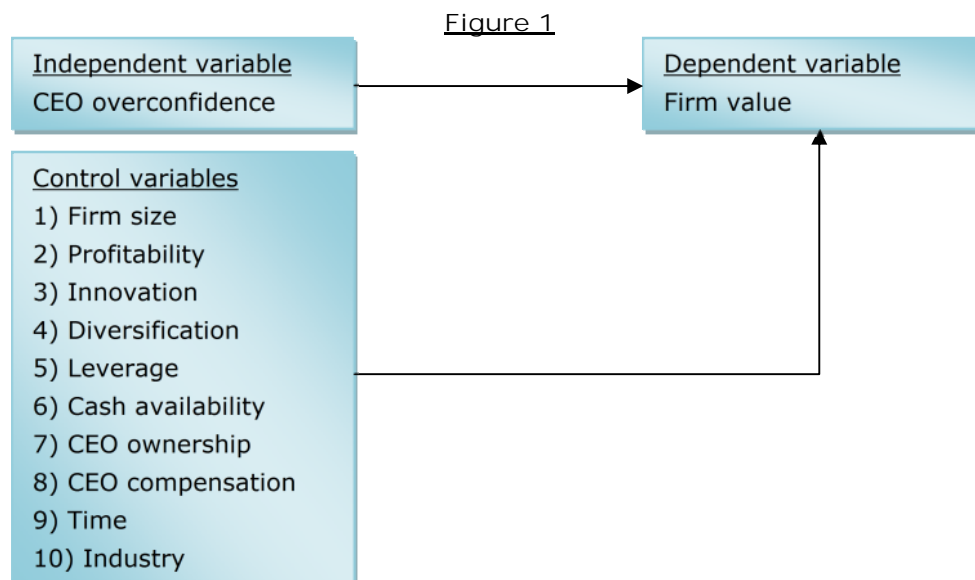 Figure 1
Independent variable
CEO overconfidence
Dependent variable
Firm value
Control variables
1) Firm size
2) Profitability
3) Innovation
4) Diversification
5) Leverage
6) Cash availability
7) CEO ownership
8) CEO compensation
9) Time
10) Industry